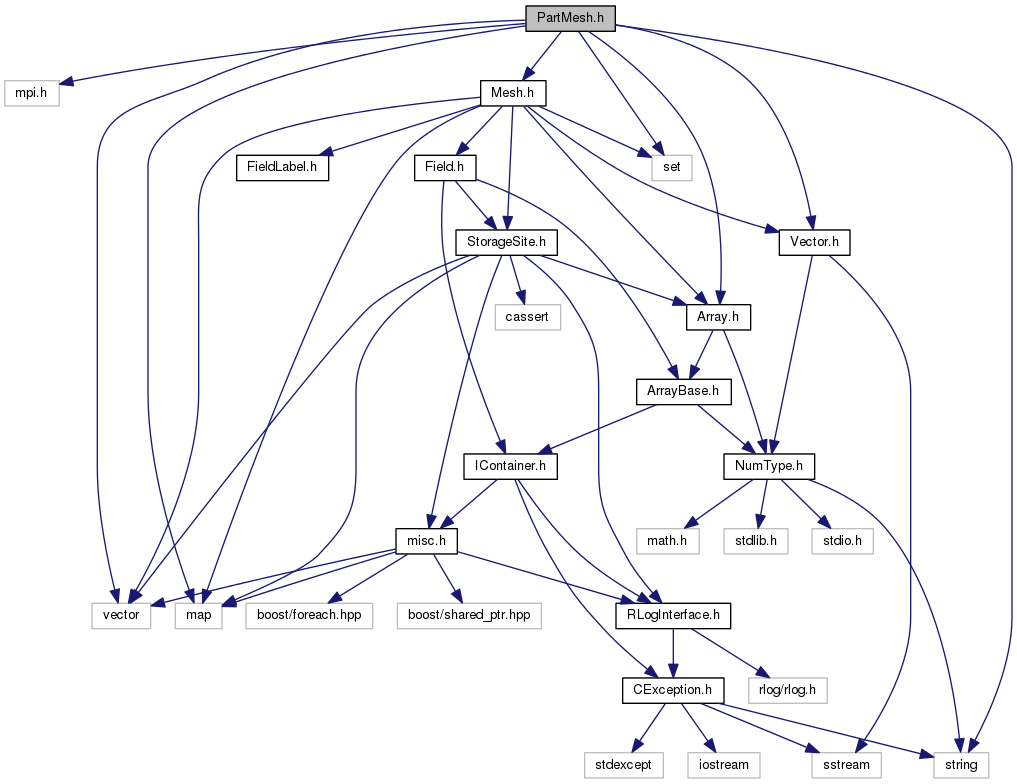 PartMesh.h
mpi.h
Mesh.h
FieldLabel.h
Field.h
set
StorageSite.h
Vector.h
cassert
Array.h
ArrayBase.h
IContainer.h
NumType.h
misc.h
math.h
stdlib.h
stdio.h
vector
map
boost/foreach.hpp
boost/shared_ptr.hpp
RLogInterface.h
CException.h
rlog/rlog.h
stdexcept
iostream
sstream
string